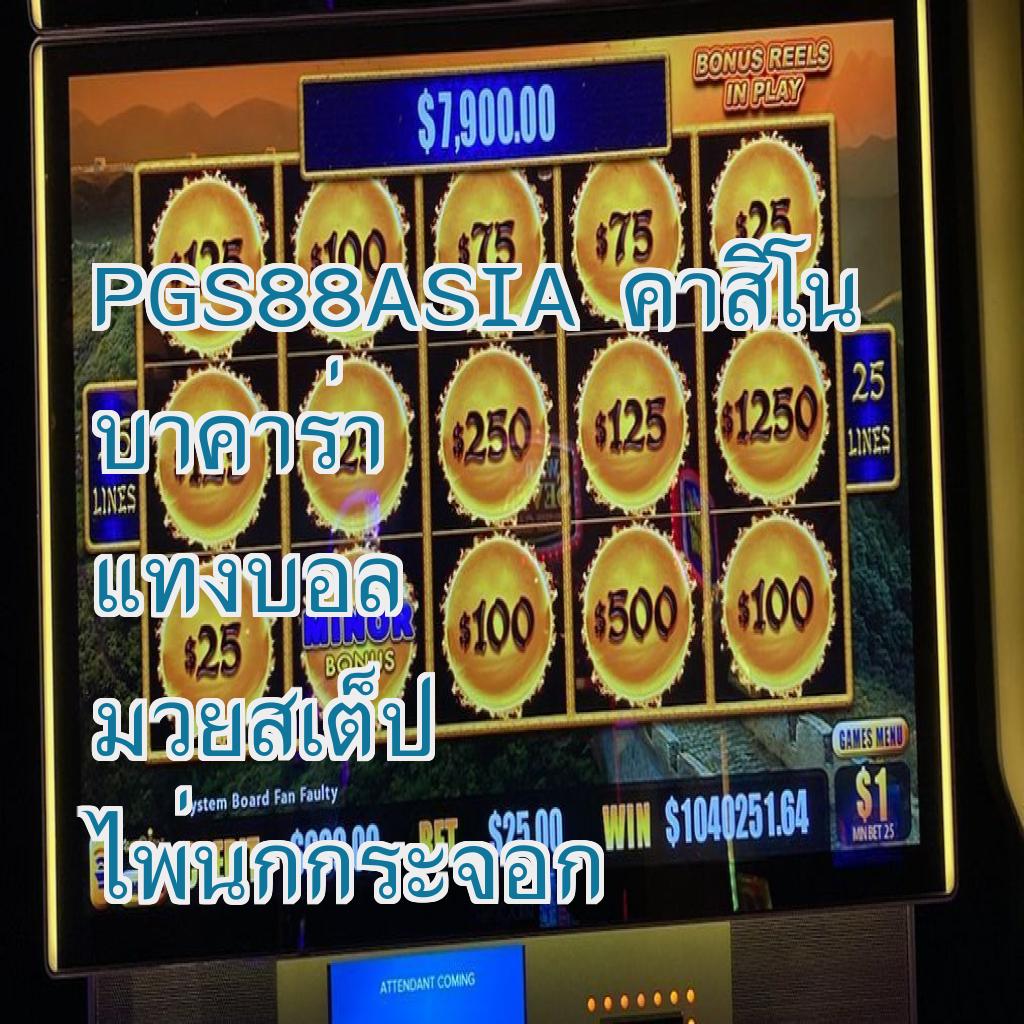 BONUS REELS
IN PLAY
$7,900.00
$100 $75 $75 $25
PGS88ASIA คาสิโน
25
LINES
$250 $125 $1250
บาคาร่า
LINES
แทงบอล
$25 MINOR BONUS $100 $500 $100
มวยสเต็ป
GAMES MENU
$1
MIN BET 25
System Board Fan Faulty
BET $25.00 WIN $1040251.64
ไพ่นกกระจอก
ATTENDANT COMING